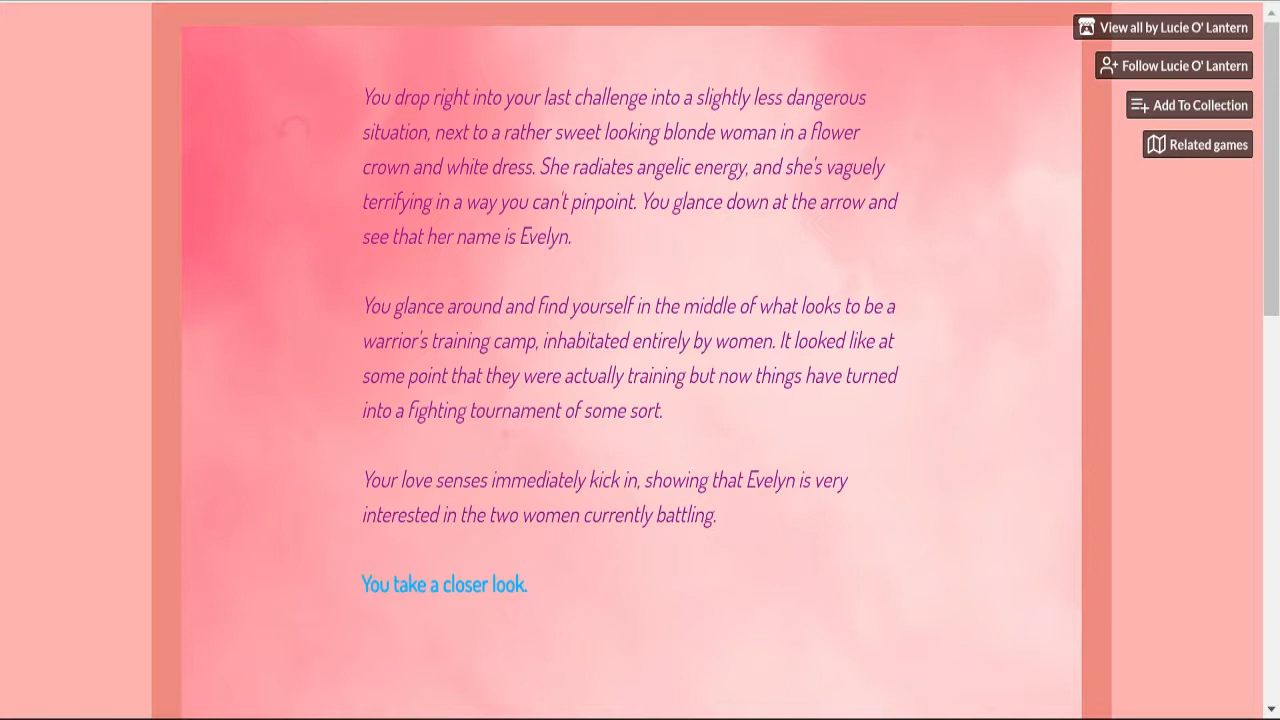 You drop right into your last challenge into a slightly less dangerous
situation, next to a rather sweet looking blonde woman in a flower
crown and white dress. She radiates angelic energy, and she's vaguely
terrifying in a way you can't pinpoint. You glance down at the arrow and
see that her name is Evelyn.
You glance around and find yourself in the middle of what looks to be a
warrior's training camp, inhabitated entirely by women. It looked like at
some point that they were actually training but now things have turned
into a fighting tournament of some sort.
Your love senses immediately kick in, showing that Evelyn is very
interested in the two women currently battling.
You take a closer look.
View all by Lucie O' Lantern
Follow Lucie O' Lantern
Add To Collection
Related games